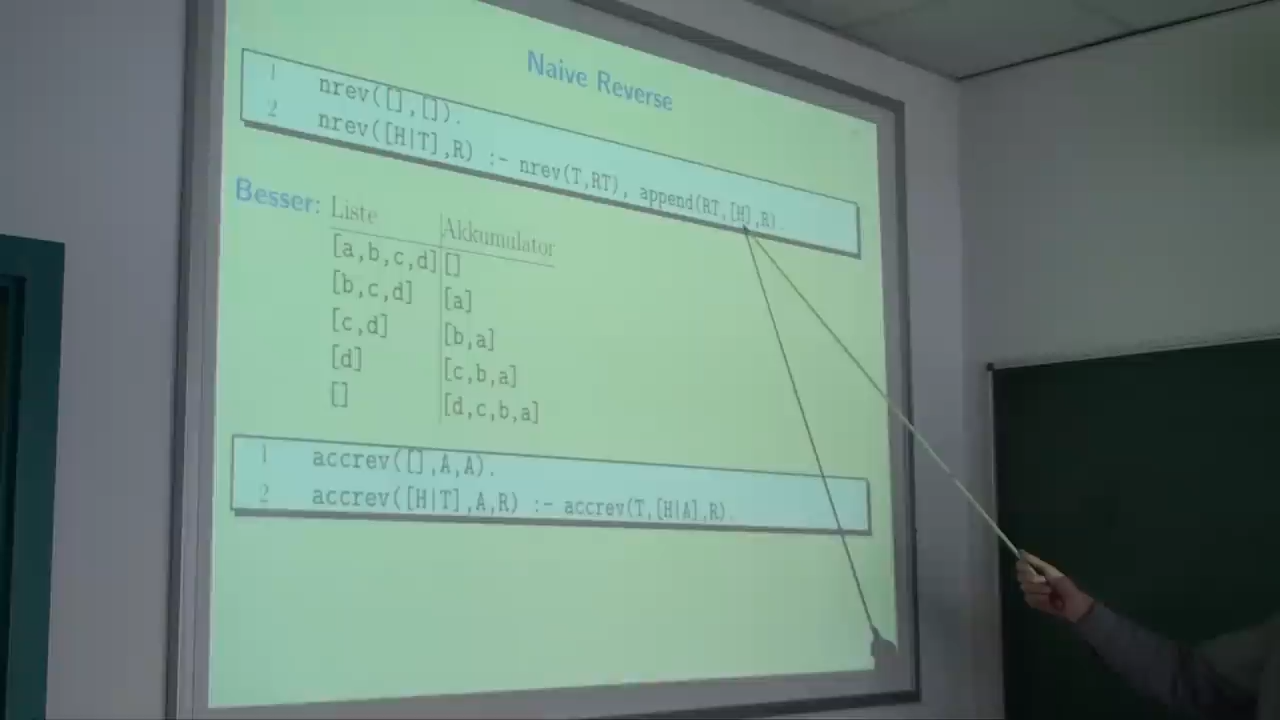 Naive Reverse
1 nrev([],[]).
2 nrev([H|T],R) :- nrev(T,RT), append(RT,[H],R).
Besser: Liste Akkumulator
[a,b,c,d] []
[b,c,d] [a]
[c,d] [b,a]
[d] [c,b,a]
[] [d,c,b,a]
1 accrev([],A,A).
2 accrev([H|T],A,R) :- accrev(T,[H|A],R).